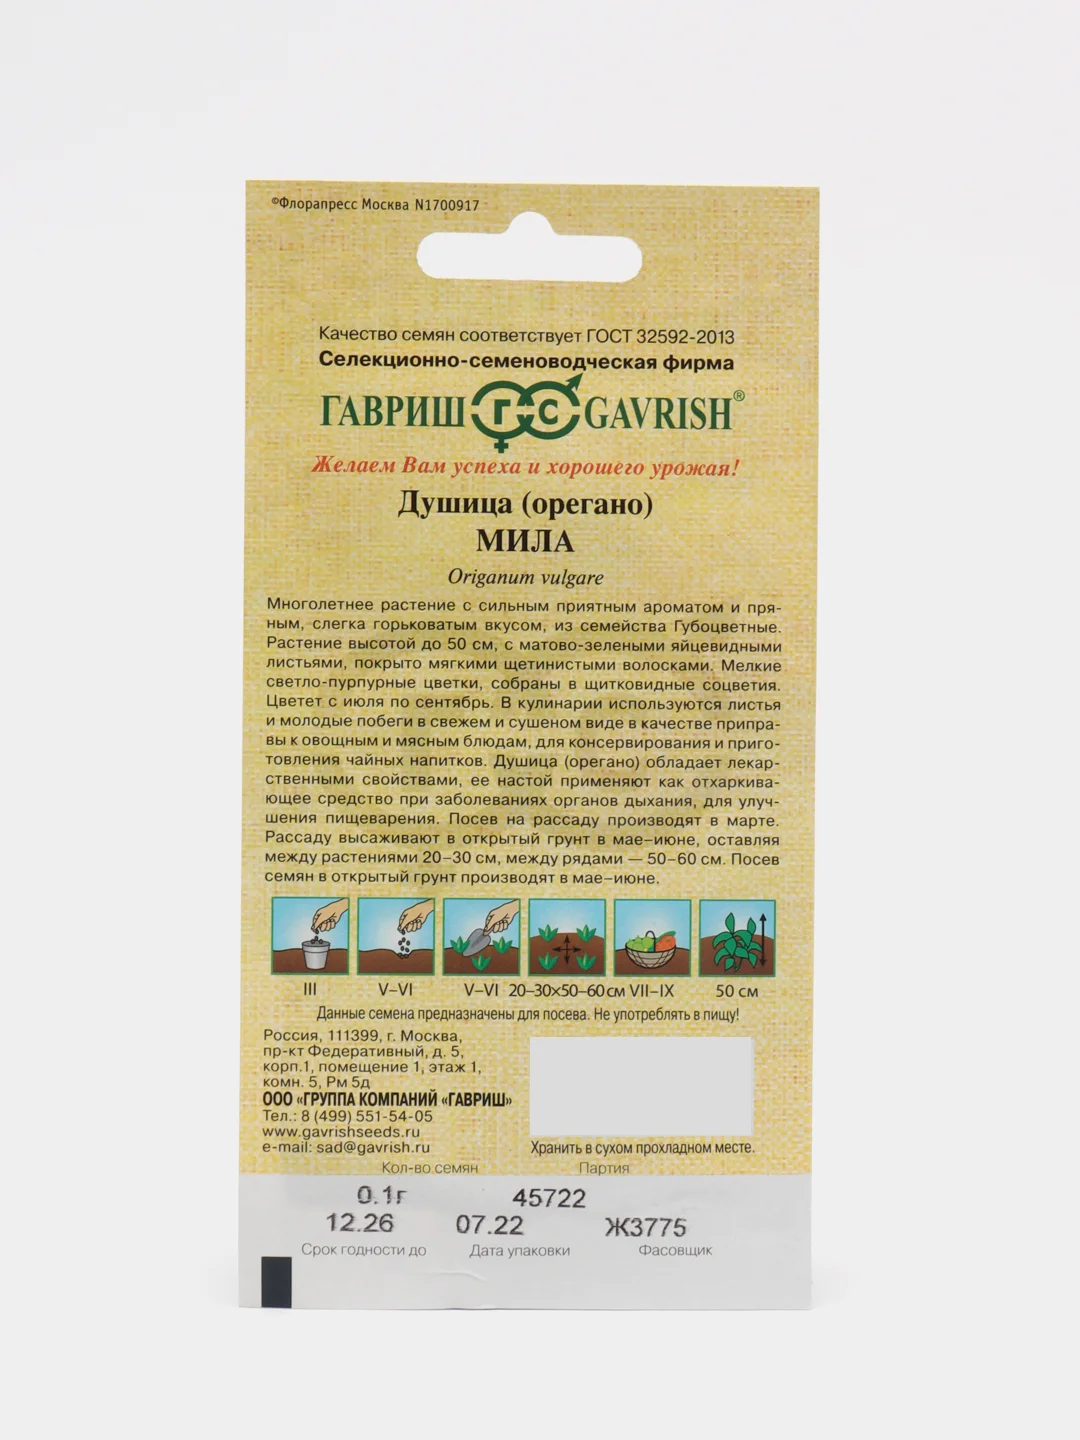 ©Флорапресс Москва N1700917
Качество семян соответствует ГОСТ 32592-2013
Селекционно-семеноводческая фирма
ГАВРИШ ГС GAVRISH®
Желаем Вам успеха и хорошего урожая!
Душица (орегано)
МИЛА
Origanum vulgare
Многолетнее растение с сильным приятным ароматом и пря-
ным, слегка горьковатым вкусом, из семейства Губоцветные.
Растение высотой до 50 см, с матово-зелеными яйцевидными
листьями, покрыто мягкими щетинистыми волосками. Мелкие
светло-пурпурные цветки, собраны в щитковидные соцветия.
Цветет с июля по сентябрь. В кулинарии используются листья
и молодые побеги в свежем и сушеном виде в качестве припра-
вы к овощным и мясным блюдам, для консервирования и приго-
товления чайных напитков. Душица (орегано) обладает лекар-
ственными свойствами, ее настой применяют как отхаркива-
ющее средство при заболеваниях органов дыхания, для улуч-
шения пищеварения. Посев на рассаду производят в марте.
Рассаду высаживают в открытый грунт в мае–июне, оставляя
между растениями 20–30 см, между рядами — 50–60 см. Посев
семян в открытый грунт производят в мае–июне.
III V–VI V–VI 20–30×50–60 см VII–IX 50 см
Данные семена предназначены для посева. Не употреблять в пищу!
Россия, 111399, г. Москва,
пр-кт Федеративный, д. 5,
корп.1, помещение 1, этаж 1,
комн. 5, Рм 5д
ООО «ГРУППА КОМПАНИЙ «ГАВРИШ»
Тел.: 8 (499) 551-54-05
www.gavrishseeds.ru
e-mail: sad@gavrish.ru
Хранить в сухом прохладном месте.
Кол-во семян Партия
0.1г 45722
12.26 07.22 Ж3775
Срок годности до Дата упаковки Фасовщик